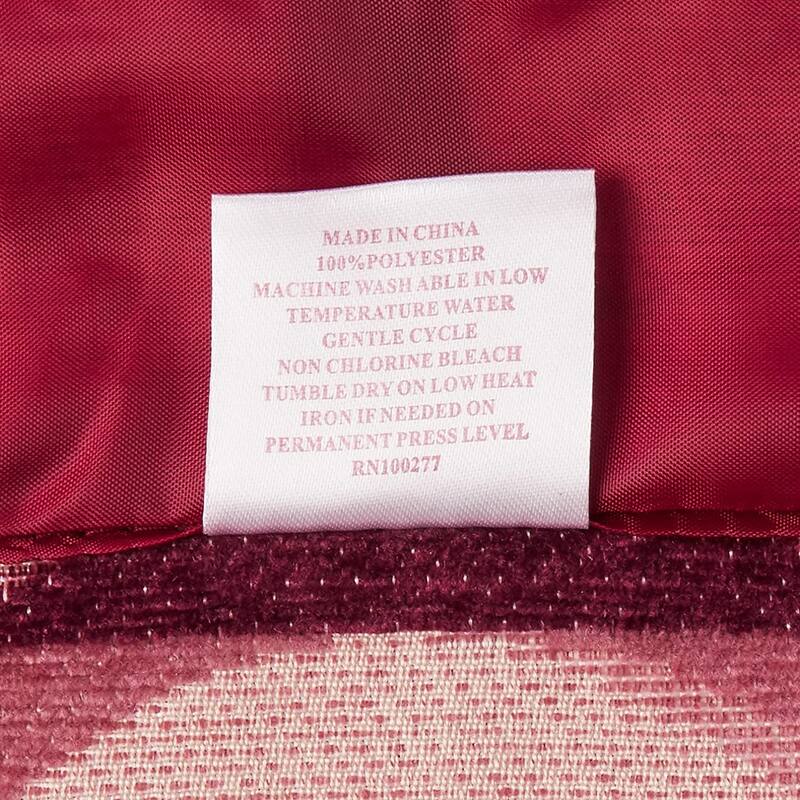 MADE IN CHINA
100%POLYESTER
MACHINE WASH ABLE IN LOW
TEMPERATURE WATER
GENTLE CYCLE
NON CHLORINE BLEACH
TUMBLE DRY ON LOW HEAT
IRON IF NEEDED ON
PERMANENT PRESS LEVEL
RN100277